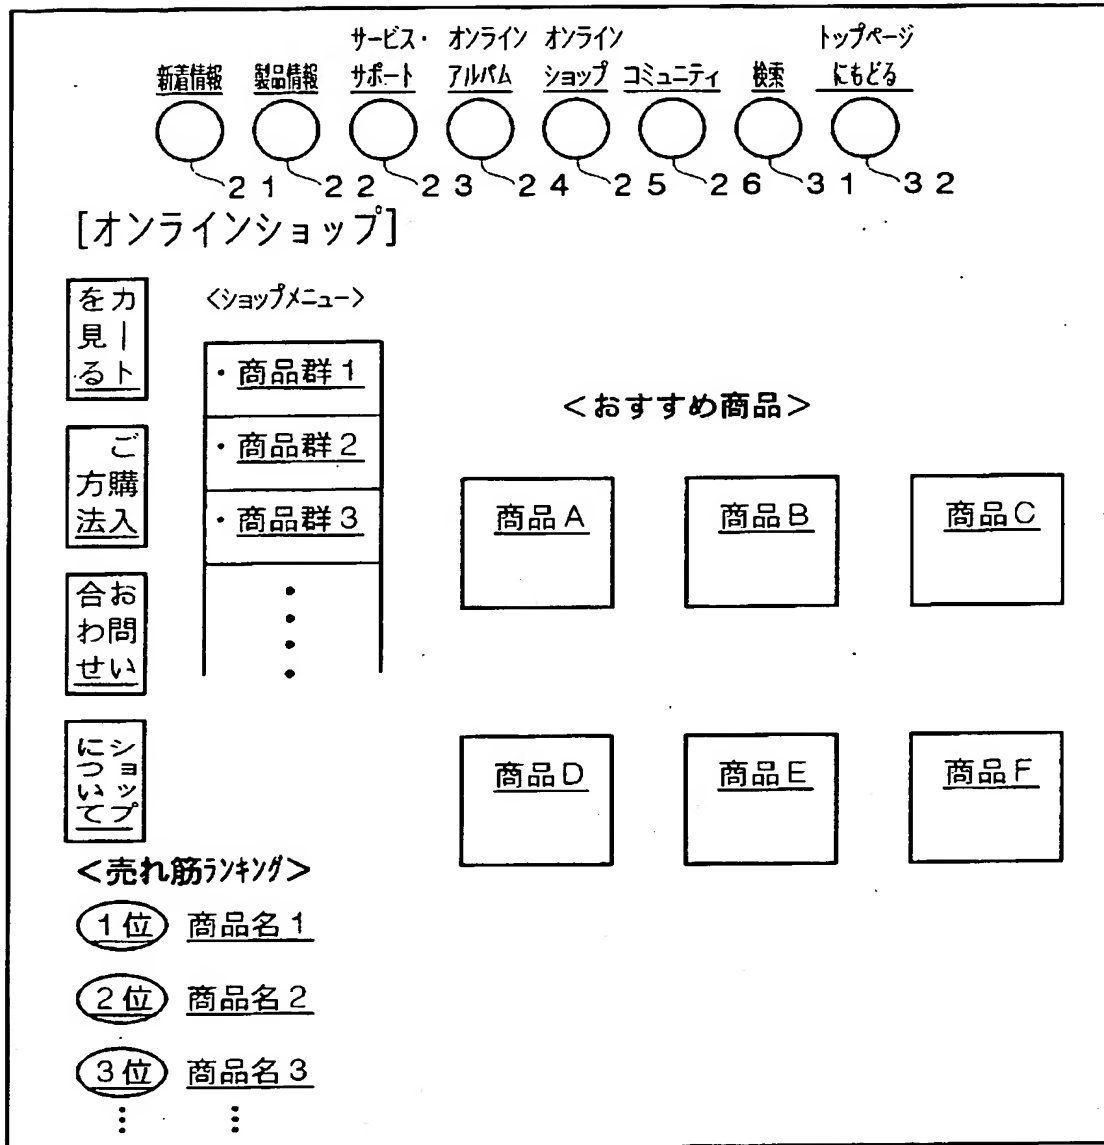 サービス・ オンライン オンライン トップページ
新着情報 製品情報 サポート アルバム ショップ コミュニティ 検索 にもどる
21 22 23 24 25 26 31 32
[オンラインショップ]
カート
を見る
ご購入
方法
お問い
合わせ
ショップ
について
<ショップメニュー>
・商品群1
・商品群2
・商品群3
<おすすめ商品>
商品A 商品B 商品C
商品D 商品E 商品F
<売れ筋ランキング>
1位 商品名1
2位 商品名2
3位 商品名3